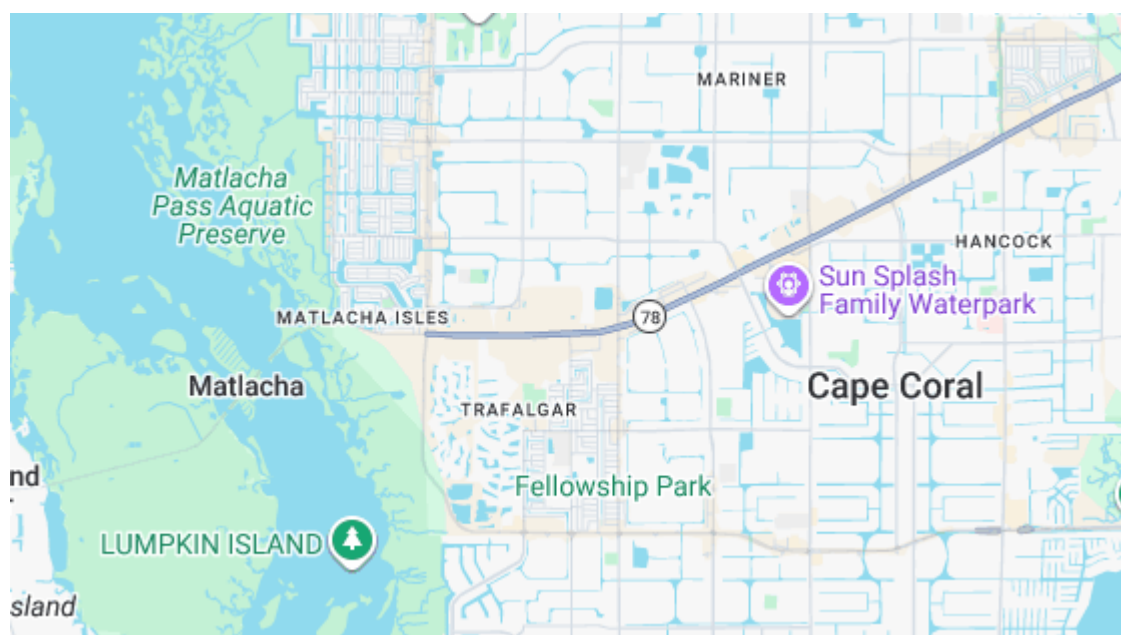 MARINER
Matlacha
Pass Aquatic
Preserve
HANCOCK
Sun Splash
Family Waterpark
MATLACHA ISLES
78
Matlacha
Cape Coral
TRAFALGAR
nd
Fellowship Park
LUMPKIN ISLAND
sland